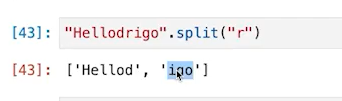 [43]: "Hellodrigo".split("r")
[43]: ['Hellod', 'igo']